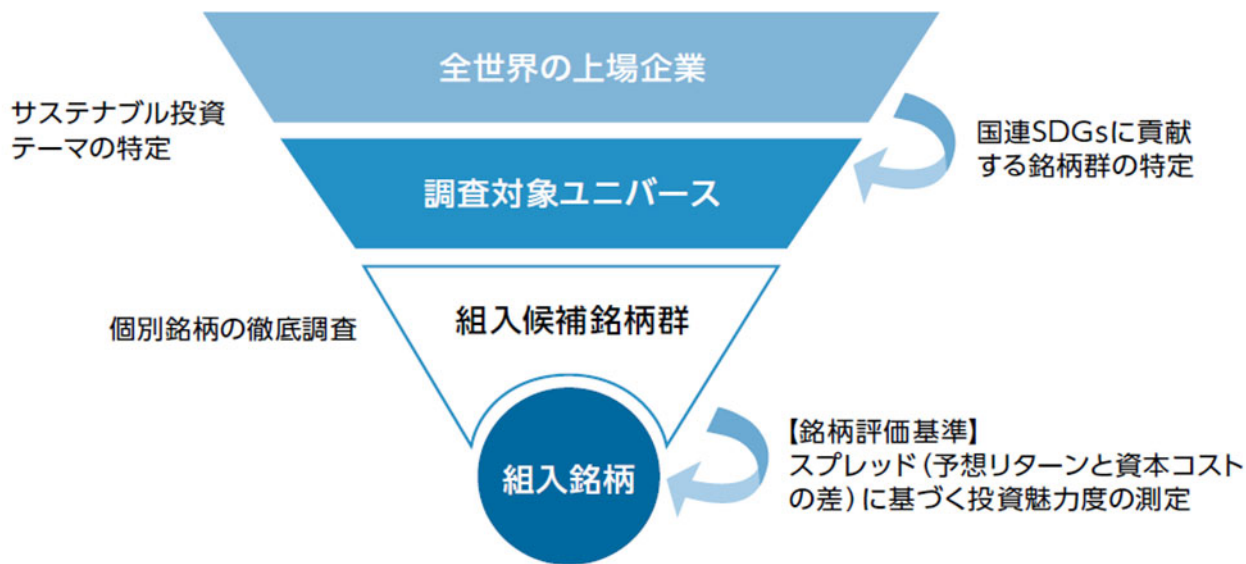 全世界の上場企業
サステナブル投資
テーマの特定
国連SDGsに貢献
する銘柄群の特定
調査対象ユニバース
組入候補銘柄群
個別銘柄の徹底調査
【銘柄評価基準】
スプレッド(予想リターンと資本コスト
の差)に基づく投資魅力度の測定
組入銘柄